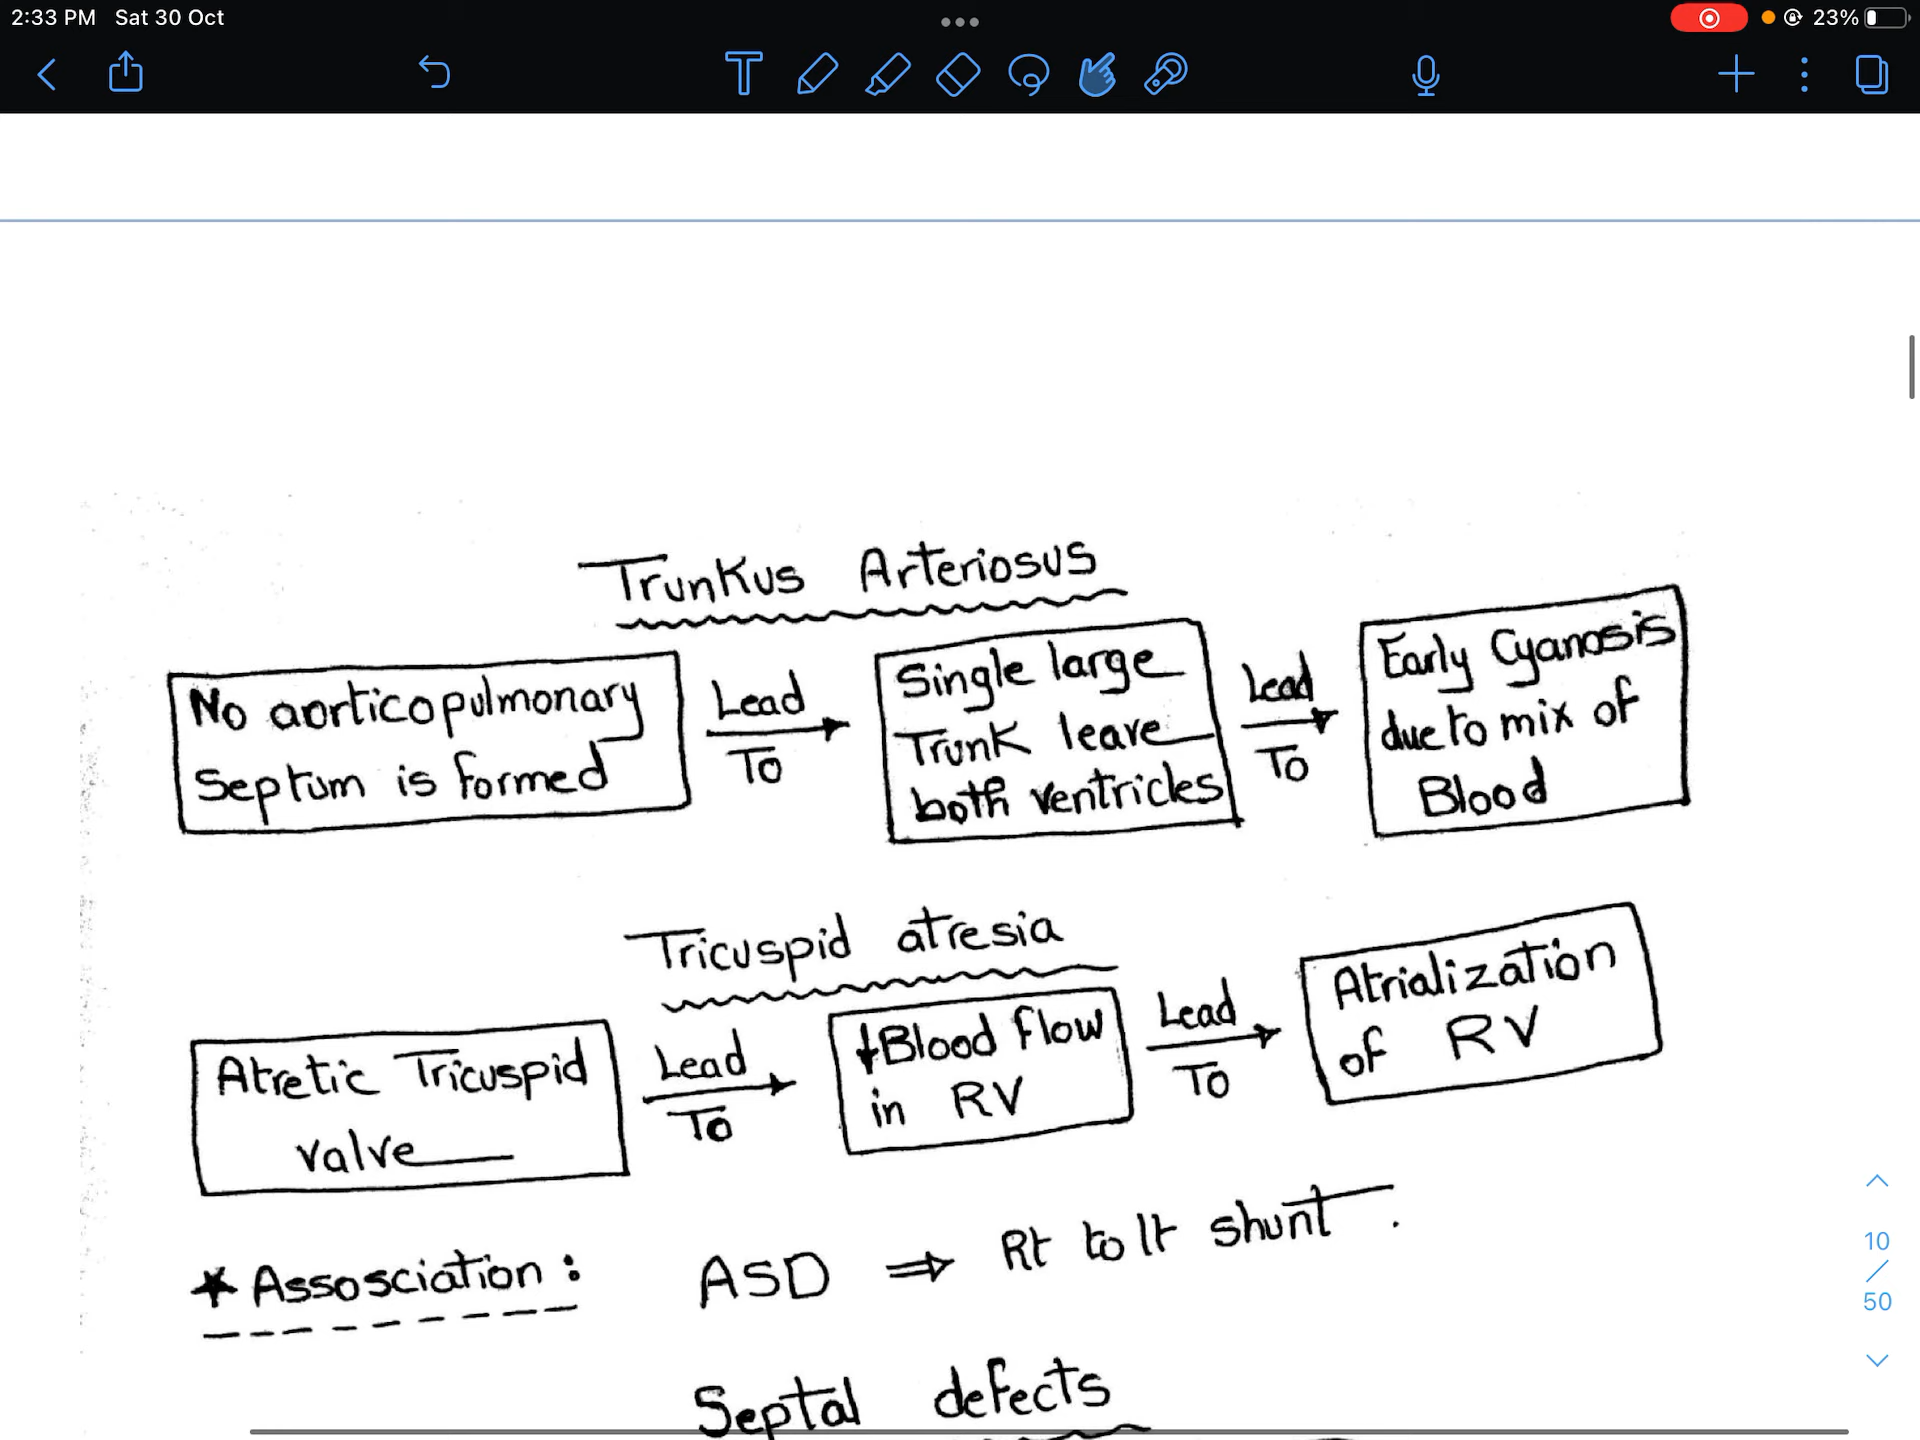 2:33 PM Sat 30 Oct
23%
Trunkus Arteriosus
No aorticopulmonary
Septum is formed
Lead
To
Single large
Trunk leave
both ventricles
Lead
To
Early Cyanosis
due to mix of
Blood
Tricuspid atresia
Atretic Tricuspid
valve
Lead
To
↓Blood flow
in RV
Lead
To
Atrialization
of RV
* Assosciation : ASD ⇒ Rt to lt shunt.
10
/
50
Septal defects